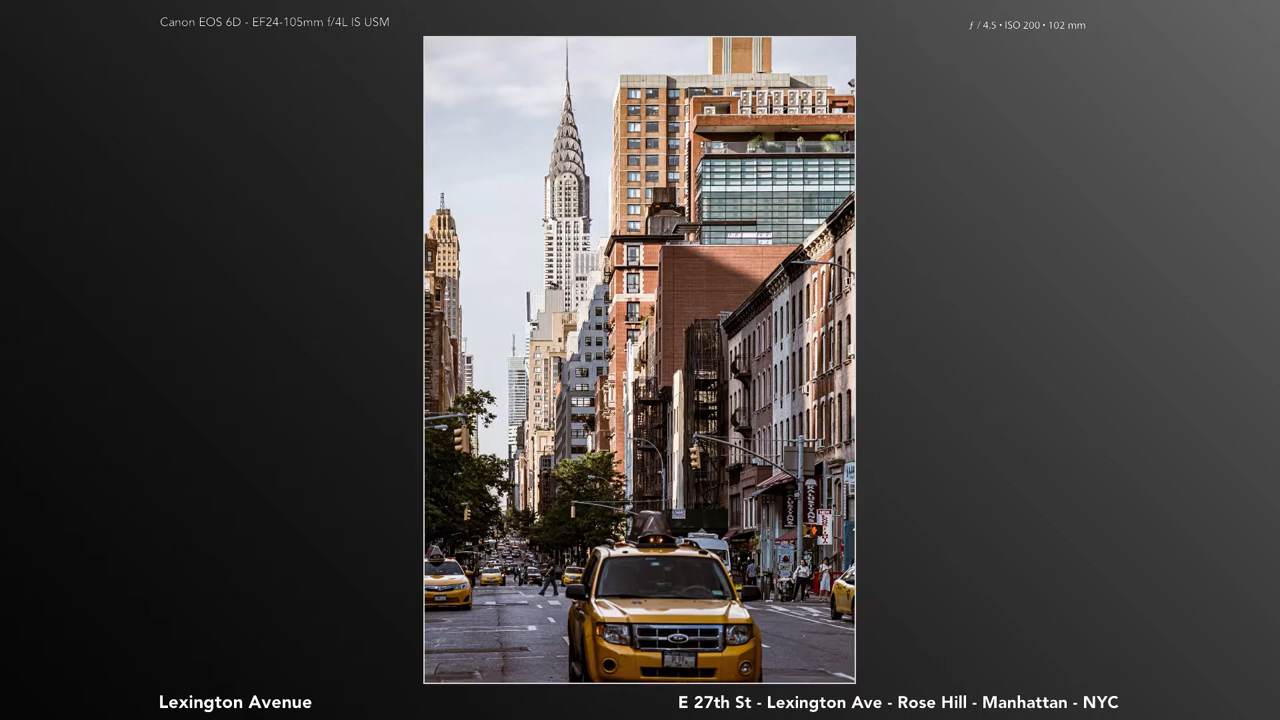 Canon EOS 6D - EF24-105mm f/4L IS USM
ƒ / 4.5 • ISO 200 • 102 mm
Lexington Avenue
E 27th St - Lexington Ave - Rose Hill - Manhattan - NYC